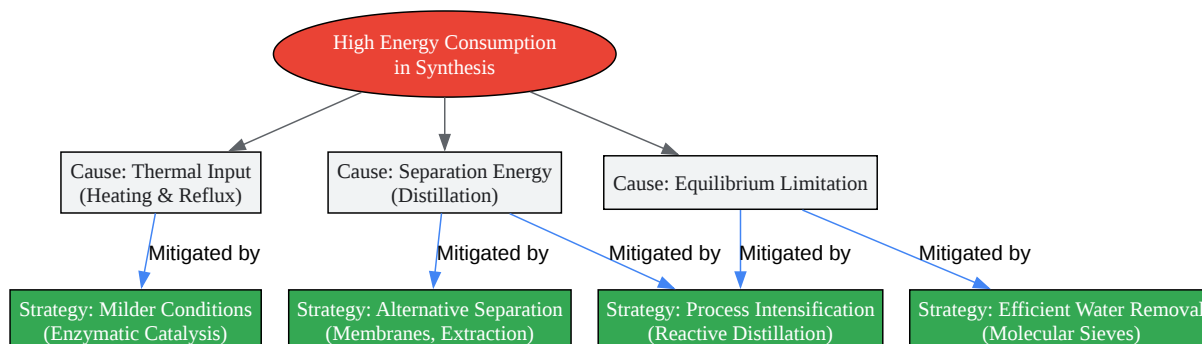 High Energy Consumption
in Synthesis
Cause: Thermal Input
(Heating & Reflux)
Cause: Separation Energy
(Distillation)
Cause: Equilibrium Limitation
Mitigated by
Mitigated by
Mitigated by
Mitigated by
Mitigated by
Strategy: Milder Conditions
(Enzymatic Catalysis)
Strategy: Alternative Separation
(Membranes, Extraction)
Strategy: Process Intensification
(Reactive Distillation)
Strategy: Efficient Water Removal
(Molecular Sieves)